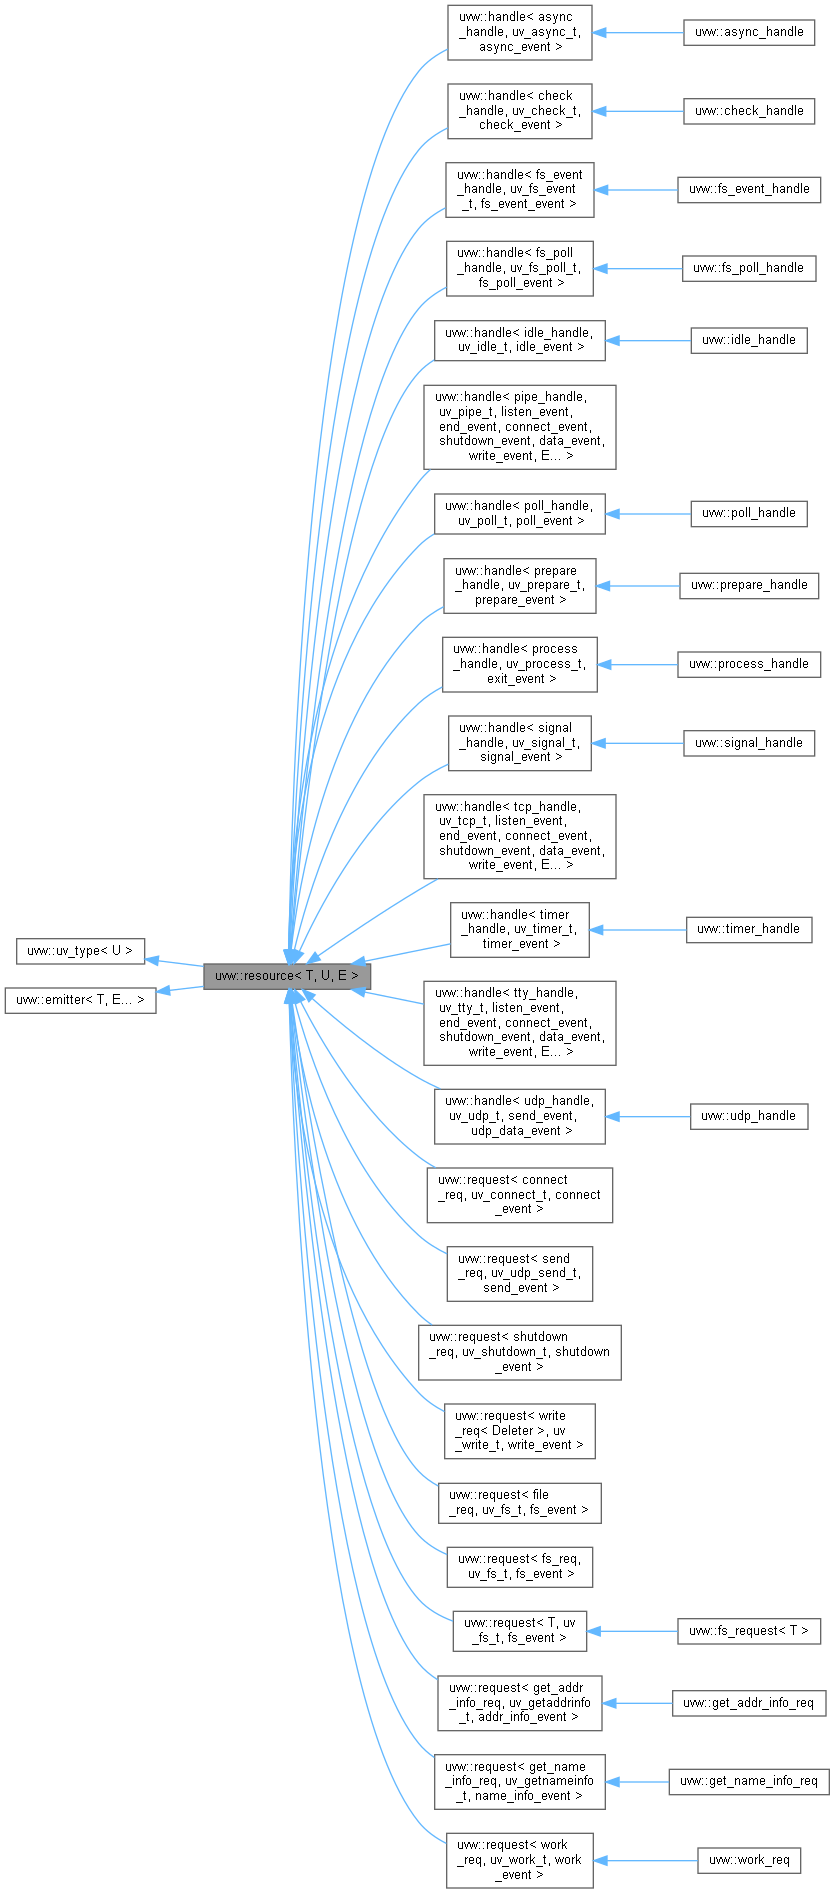 uvw::handle< async
_handle, uv_async_t,
async_event >
uvw::async_handle
uvw::handle< check
_handle, uv_check_t,
check_event >
uvw::check_handle
uvw::handle< fs_event
_handle, uv_fs_event
_t, fs_event_event >
uvw::fs_event_handle
uvw::handle< fs_poll
_handle, uv_fs_poll_t,
fs_poll_event >
uvw::fs_poll_handle
uvw::handle< idle_handle,
uv_idle_t, idle_event >
uvw::idle_handle
uvw::handle< pipe_handle,
uv_pipe_t, listen_event,
end_event, connect_event,
shutdown_event, data_event,
write_event, E... >
uvw::handle< poll_handle,
uv_poll_t, poll_event >
uvw::poll_handle
uvw::handle< prepare
_handle, uv_prepare_t,
prepare_event >
uvw::prepare_handle
uvw::handle< process
_handle, uv_process_t,
exit_event >
uvw::process_handle
uvw::handle< signal
_handle, uv_signal_t,
signal_event >
uvw::signal_handle
uvw::handle< tcp_handle,
uv_tcp_t, listen_event,
end_event, connect_event,
shutdown_event, data_event,
write_event, E... >
uvw::handle< timer
_handle, uv_timer_t,
timer_event >
uvw::timer_handle
uvw::uv_type< U >
uvw::resource< T, U, E >
uvw::emitter< T, E... >
uvw::handle< tty_handle,
uv_tty_t, listen_event,
end_event, connect_event,
shutdown_event, data_event,
write_event, E... >
uvw::handle< udp_handle,
uv_udp_t, send_event,
udp_data_event >
uvw::udp_handle
uvw::request< connect
_req, uv_connect_t, connect
_event >
uvw::request< send
_req, uv_udp_send_t,
send_event >
uvw::request< shutdown
_req, uv_shutdown_t, shutdown
_event >
uvw::request< write
_req< Deleter >, uv
_write_t, write_event >
uvw::request< file
_req, uv_fs_t, fs_event >
uvw::request< fs_req,
uv_fs_t, fs_event >
uvw::request< T, uv
_fs_t, fs_event >
uvw::fs_request< T >
uvw::request< get_addr
_info_req, uv_getaddrinfo
_t, addr_info_event >
uvw::get_addr_info_req
uvw::request< get_name
_info_req, uv_getnameinfo
_t, name_info_event >
uvw::get_name_info_req
uvw::request< work
_req, uv_work_t, work
_event >
uvw::work_req